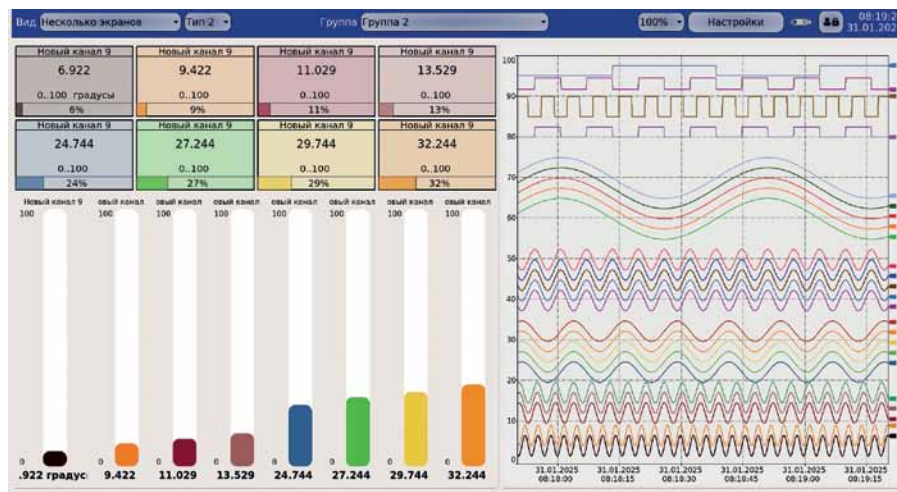 Вид Несколько экранов Тип 2 Группа Группа 2 100% Настройки 08:19:2
31.01.202
Новый канал 9 Новый канал 9 Новый канал 9 Новый канал 9
6.922 9.422 11.029 13.529
0..100 градусы 0..100 0..100 0..100
6% 9% 11% 13%
Новый канал 9 Новый канал 9 Новый канал 9 Новый канал 9
24.744 27.244 29.744 32.244
0..100 0..100 0..100 0..100
24% 27% 29% 32%
Новый канал 9 овый канал овый канал овый канал овый канал овый канал овый канал овый канал
100 100 100 100 100 100 100 100
0 0 0 0 0 0 0 0
.922 градус 9.422 11.029 13.529 24.744 27.244 29.744 32.244
100
90
80
70
60
50
40
30
20
10
0
31.01.2025 31.01.2025 31.01.2025 31.01.2025 31.01.2025 31.01.2025
08:18:00 08:18:15 08:18:30 08:18:45 08:19:00 08:19:15